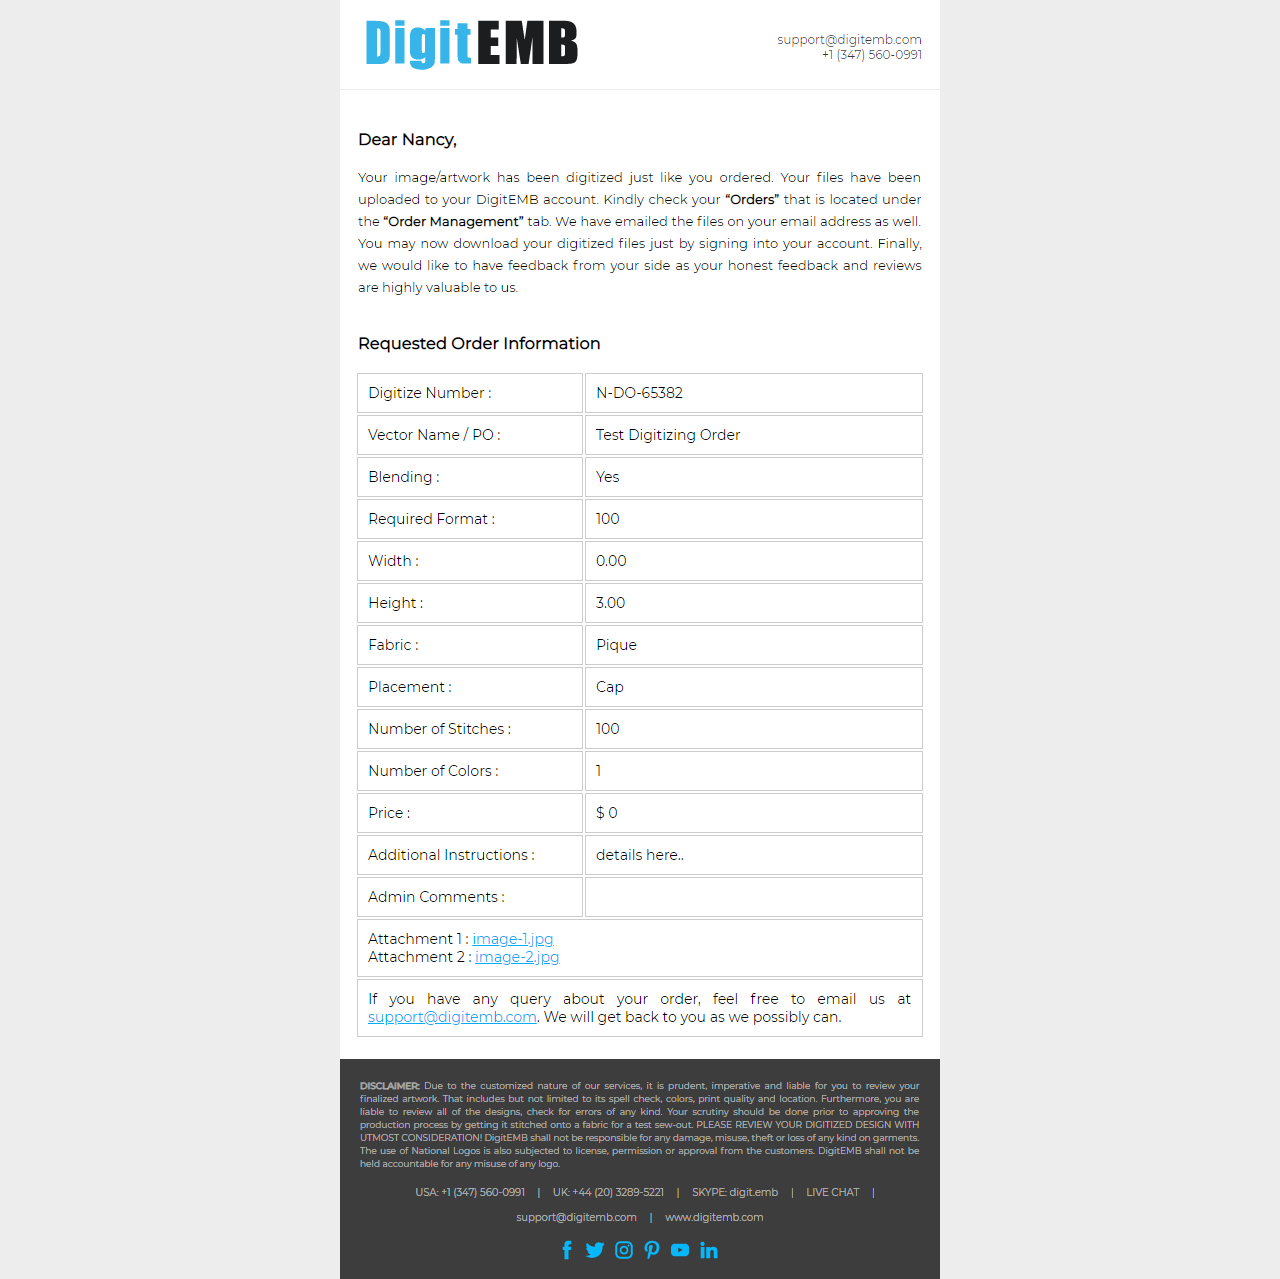 DigitEMB
support@digitemb.com
+1 (347) 560-0991
Dear Nancy,
Your image/artwork has been digitized just like you ordered. Your files have been
uploaded to your DigitEMB account. Kindly check your “Orders” that is located under
the “Order Management” tab. We have emailed the files on your email address as well.
You may now download your digitized files just by signing into your account. Finally,
we would like to have feedback from your side as your honest feedback and reviews
are highly valuable to us.
Requested Order Information
Digitize Number : N-DO-65382
Vector Name / PO : Test Digitizing Order
Blending : Yes
Required Format : 100
Width : 0.00
Height : 3.00
Fabric : Pique
Placement : Cap
Number of Stitches : 100
Number of Colors : 1
Price : $ 0
Additional Instructions : details here..
Admin Comments :
Attachment 1 : image-1.jpg
Attachment 2 : image-2.jpg
If you have any query about your order, feel free to email us at
support@digitemb.com. We will get back to you as we possibly can.
DISCLAIMER: Due to the customized nature of our services, it is prudent, imperative and liable for you to review your
finalized artwork. That includes but not limited to its spell check, colors, print quality and location. Furthermore, you are
liable to review all of the designs, check for errors of any kind. Your scrutiny should be done prior to approving the
production process by getting it stitched onto a fabric for a test sew-out. PLEASE REVIEW YOUR DIGITIZED DESIGN WITH
UTMOST CONSIDERATION! DigitEMB shall not be responsible for any damage, misuse, theft or loss of any kind on garments.
The use of National Logos is also subjected to license, permission or approval from the customers. DigitEMB shall not be
held accountable for any misuse of any logo.
USA: +1 (347) 560-0991 | UK: +44 (20) 3289-5221 | SKYPE: digit.emb | LIVE CHAT |
support@digitemb.com | www.digitemb.com